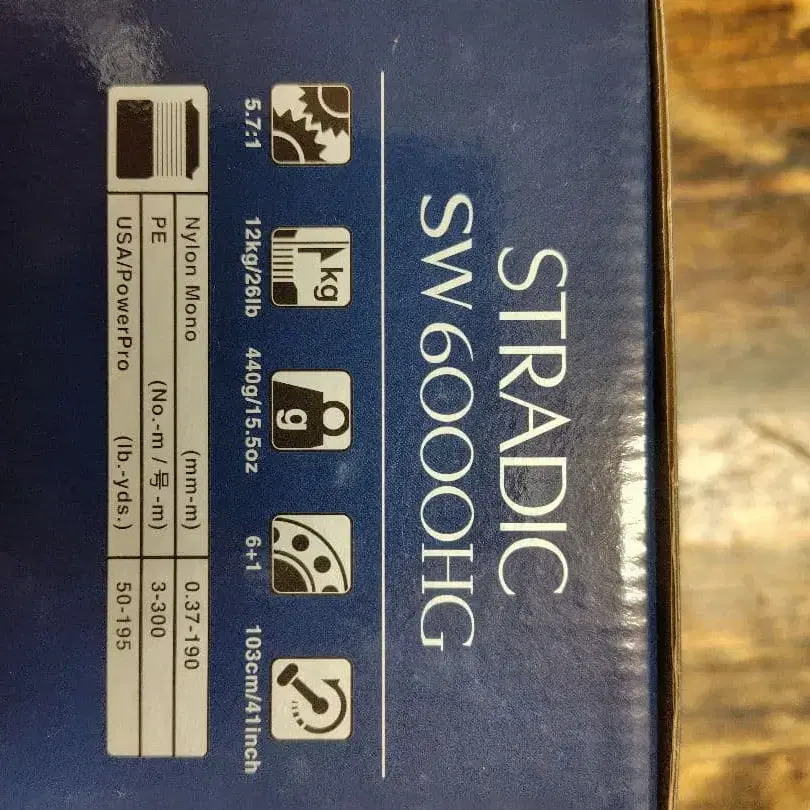 STRADIC
SW 6000HG
5.7:1
kg
12kg/26lb
g
440g/15.5oz
6+1
103cm/41inch
Nylon Mono (mm-m) 0.37-190
PE (No.-m / 号-m) 3-300
USA/PowerPro (lb.-yds.) 50-195